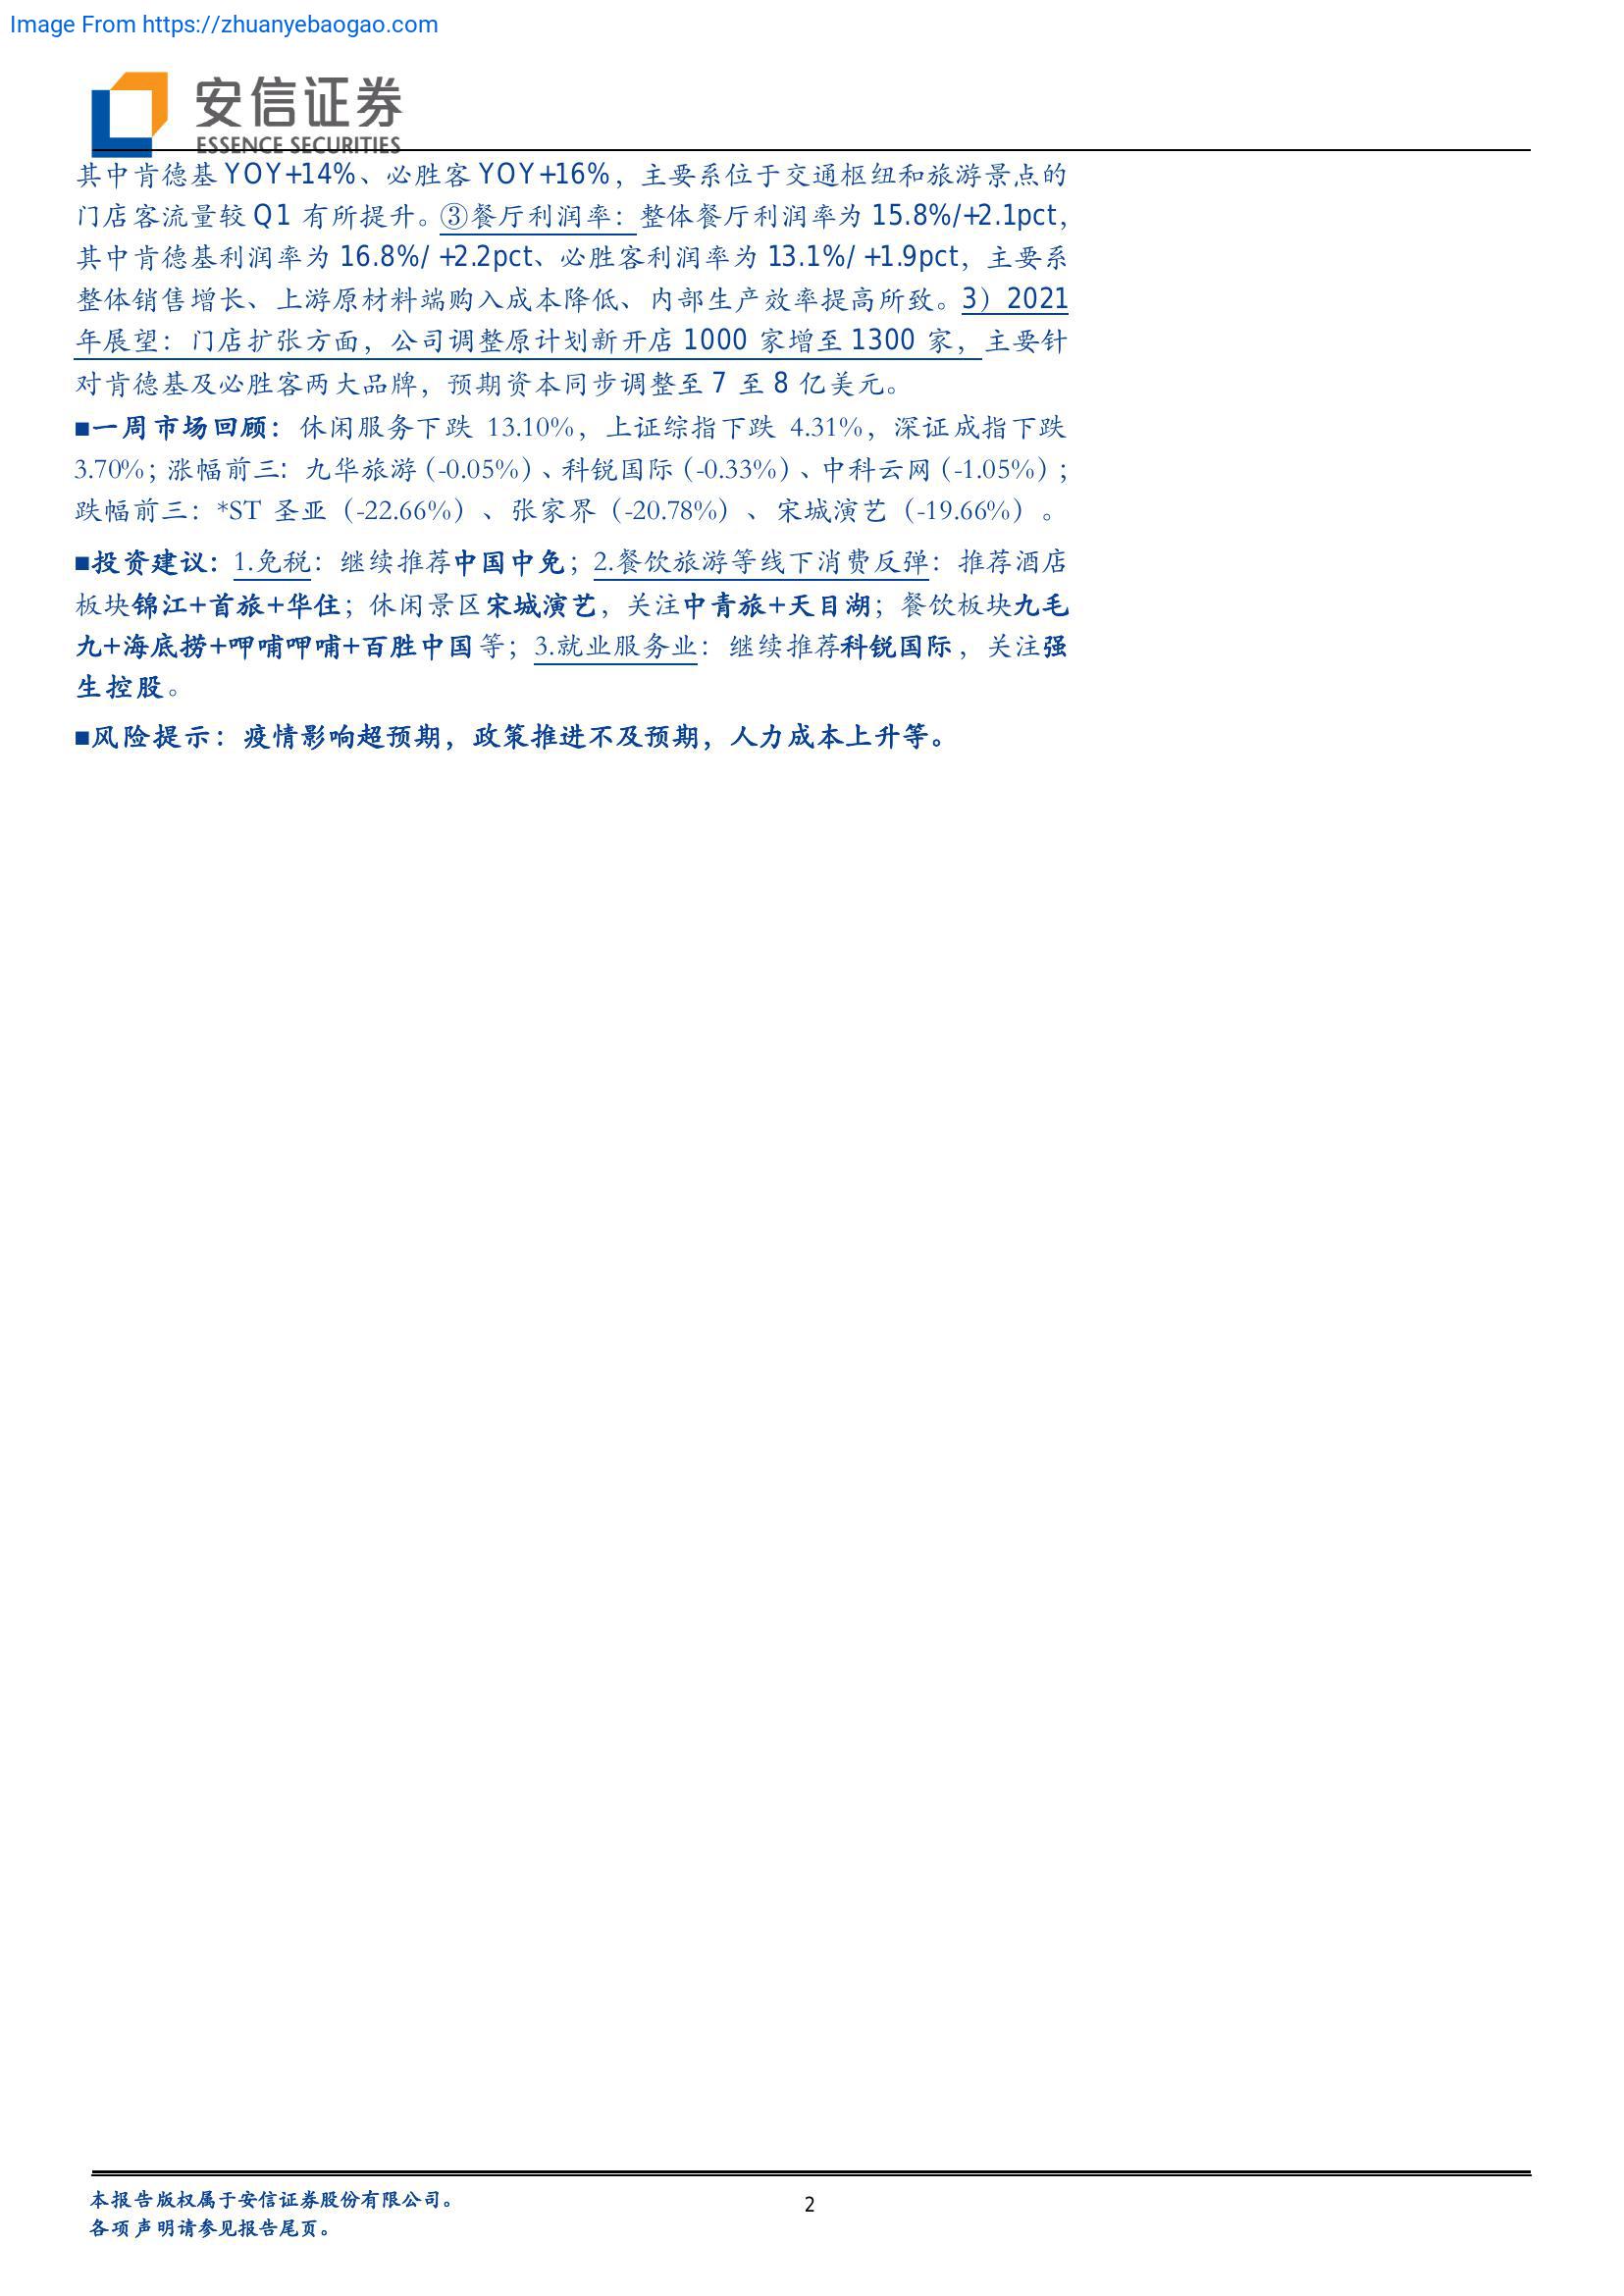 Image From https://zhuanyebaogao.com
安信证券
ESSENCE SECURITIES
其中肯德基 YOY+14%、必胜客 YOY+16%，主要系位于交通枢纽和旅游景点的
门店客流量较 Q1 有所提升。③餐厅利润率：整体餐厅利润率为 15.8%/+2.1pct，
其中肯德基利润率为 16.8%/ +2.2pct、必胜客利润率为 13.1%/ +1.9pct，主要系
整体销售增长、上游原材料端购入成本降低、内部生产效率提高所致。3）2021
年展望：门店扩张方面，公司调整原计划新开店 1000 家增至 1300 家，主要针
对肯德基及必胜客两大品牌，预期资本同步调整至 7 至 8 亿美元。
■一周市场回顾：休闲服务下跌 13.10%，上证综指下跌 4.31%，深证成指下跌
3.70%；涨幅前三：九华旅游（-0.05%）、科锐国际（-0.33%）、中科云网（-1.05%）；
跌幅前三：*ST 圣亚（-22.66%）、张家界（-20.78%）、宋城演艺（-19.66%）。
■投资建议：1.免税：继续推荐中国中免；2.餐饮旅游等线下消费反弹：推荐酒店
板块锦江+首旅+华住；休闲景区宋城演艺，关注中青旅+天目湖；餐饮板块九毛
九+海底捞+呷哺呷哺+百胜中国等；3.就业服务业：继续推荐科锐国际，关注强
生控股。
■风险提示：疫情影响超预期，政策推进不及预期，人力成本上升等。
本报告版权属于安信证券股份有限公司。
2
各项声明请参见报告尾页。